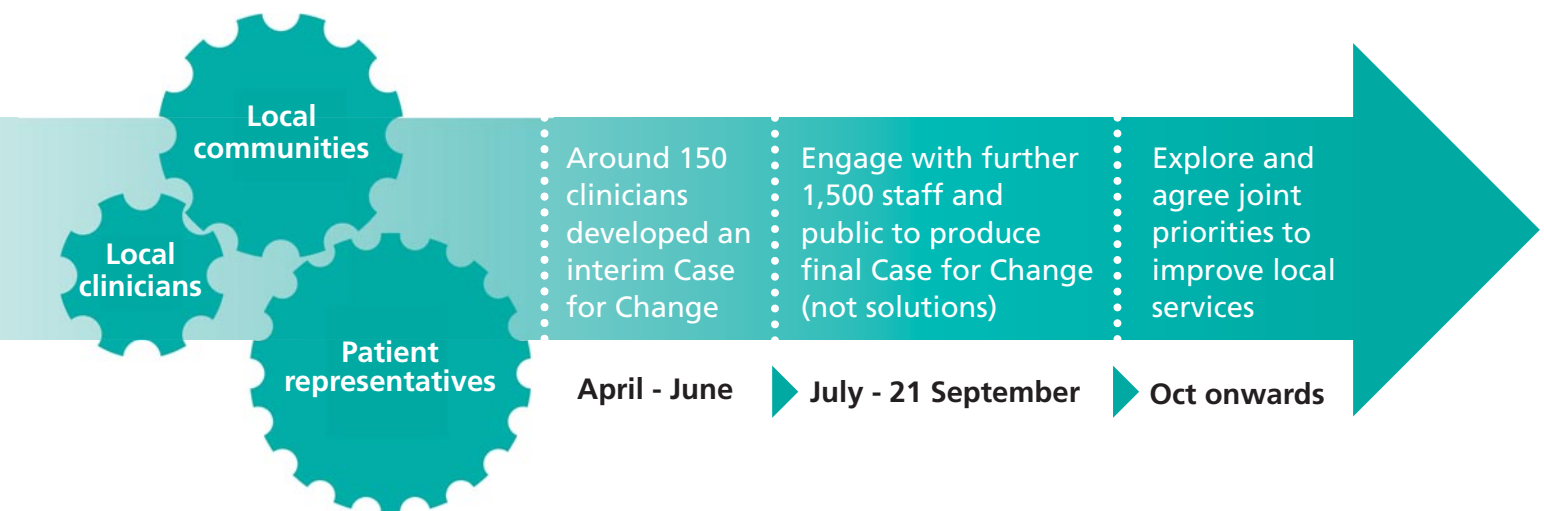 Local
communities
Local
clinicians
Patient
representatives
Around 150
clinicians
developed an
interim Case
for Change
April - June
Engage with further
1,500 staff and
public to produce
final Case for Change
(not solutions)
July - 21 September
Explore and
agree joint
priorities to
improve local
services
Oct onwards